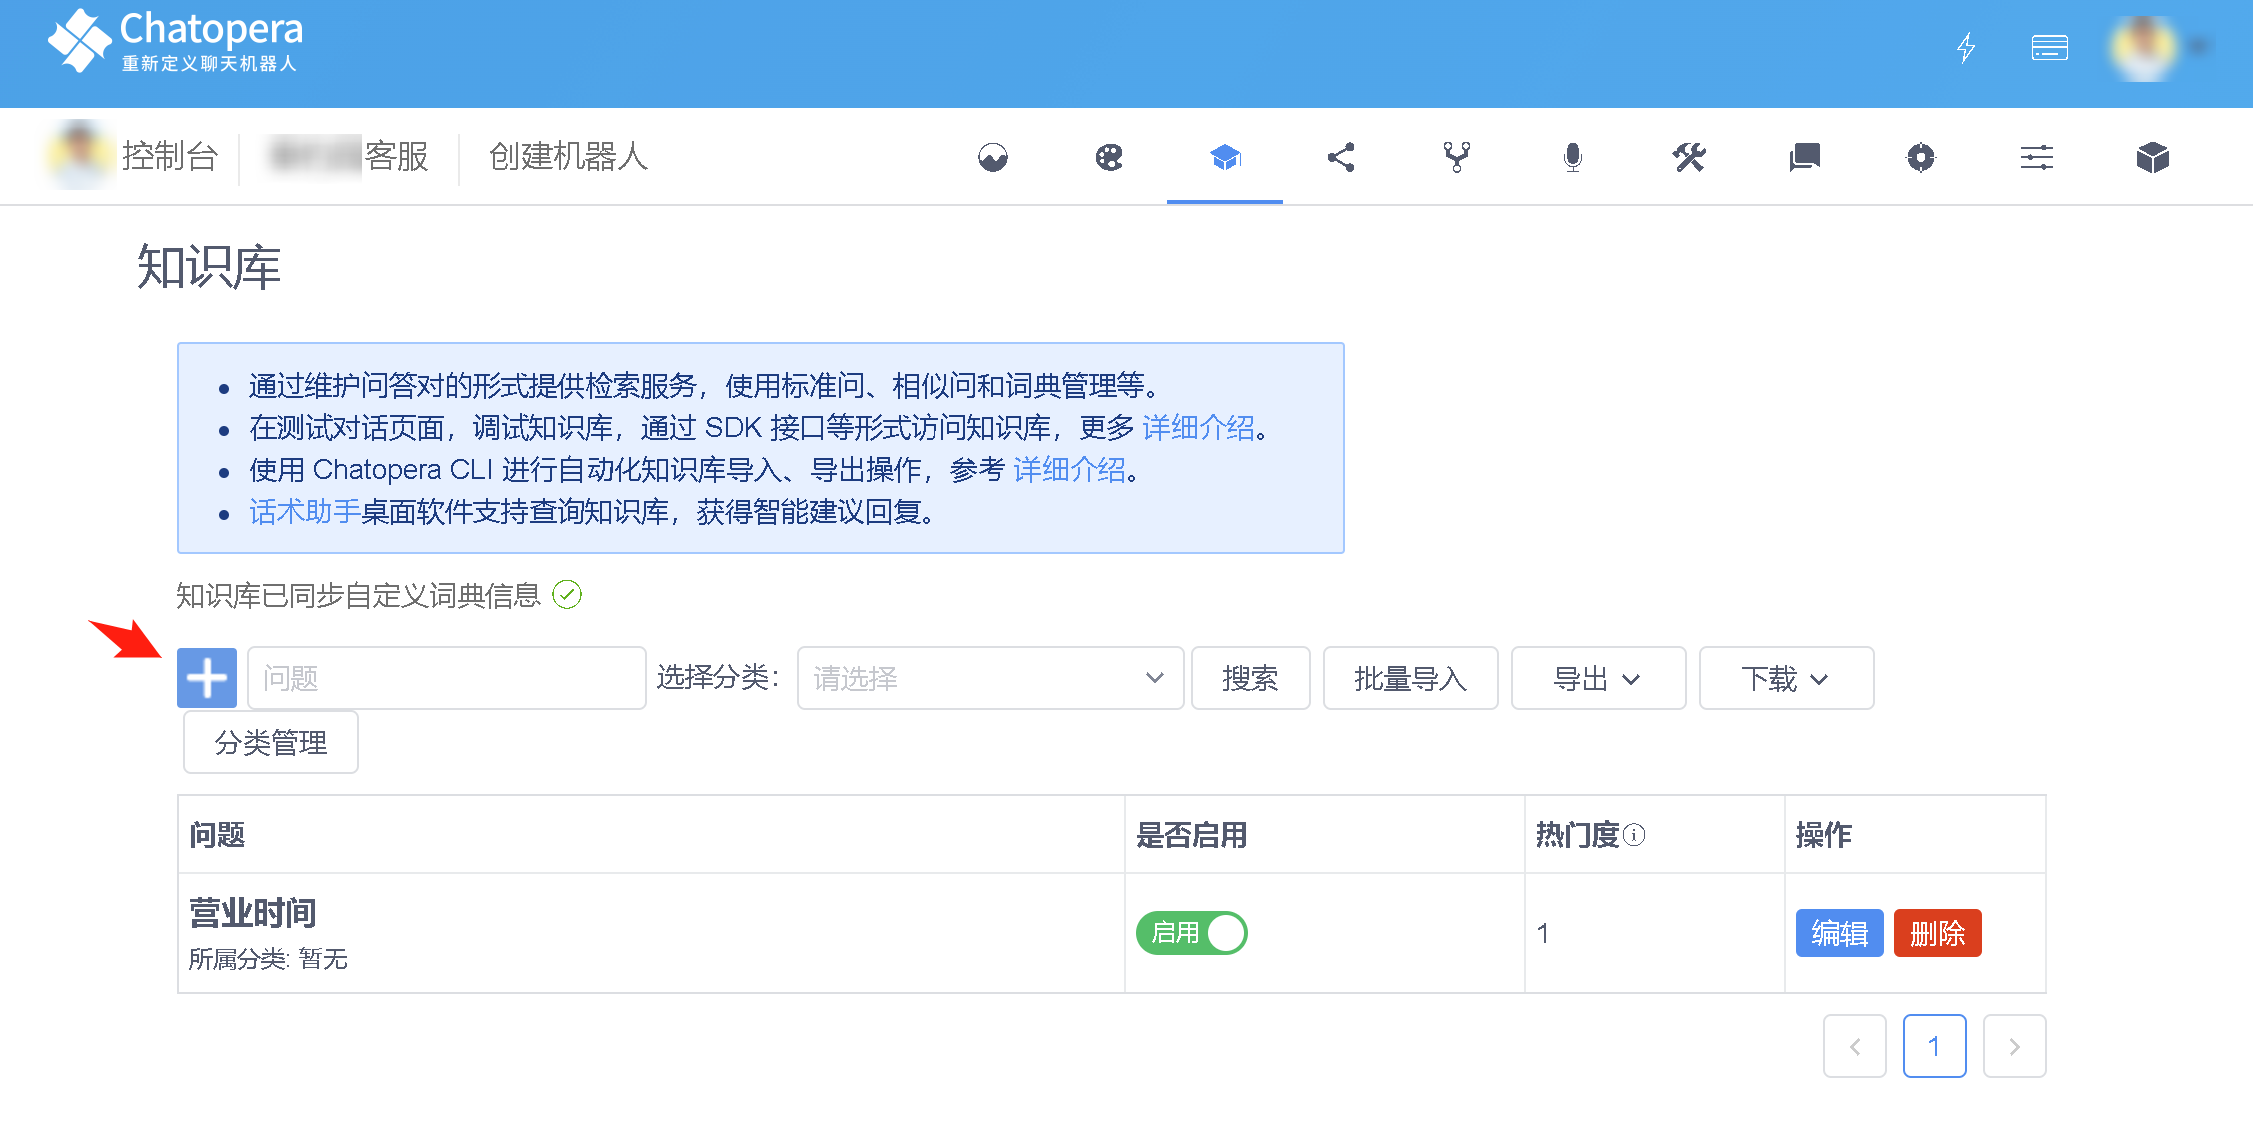 Chatopera
重新定义聊天机器人
控制台 客服 创建机器人
知识库
通过维护问答对的形式提供检索服务，使用标准问、相似问和词典管理等。
在测试对话页面，调试知识库，通过 SDK 接口等形式访问知识库，更多 详细介绍。
使用 Chatopera CLI 进行自动化知识库导入、导出操作，参考 详细介绍。
话术助手桌面软件支持查询知识库，获得智能建议回复。
知识库已同步自定义词典信息
问题 选择分类： 请选择 搜索 批量导入 导出 下载
分类管理
问题 是否启用 热门度 操作
营业时间
所属分类: 暂无
启用 1 编辑 删除
1